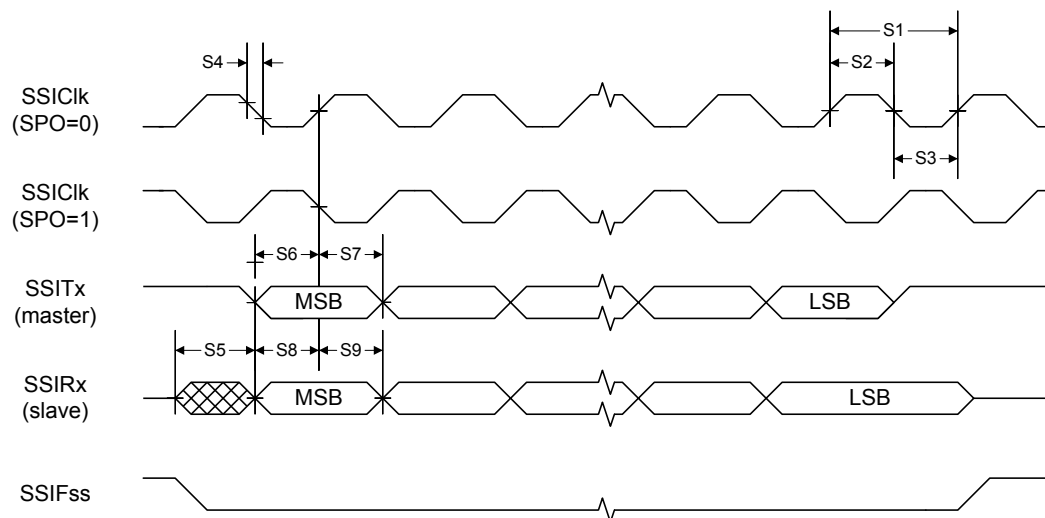 S1
S4
S2
SSIClk
(SPO=0)
S3
SSIClk
(SPO=1)
S6
S7
SSITx
(master)
MSB
LSB
S5
S8
S9
SSIRx
(slave)
MSB
LSB
SSIFss